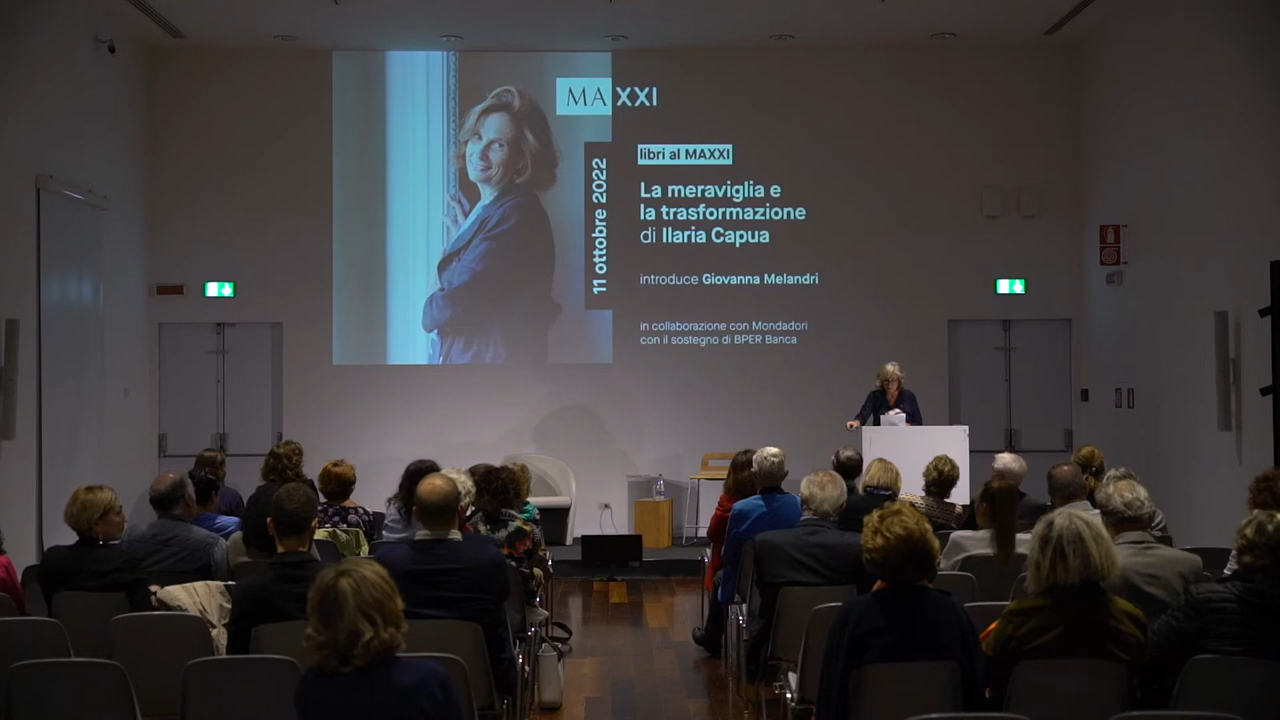 MAXXI
11 ottobre 2022
libri al MAXXI
La meraviglia e
la trasformazione
di Ilaria Capua
introduce Giovanna Melandri
in collaborazione con Mondadori
con il sostegno di BPER Banca